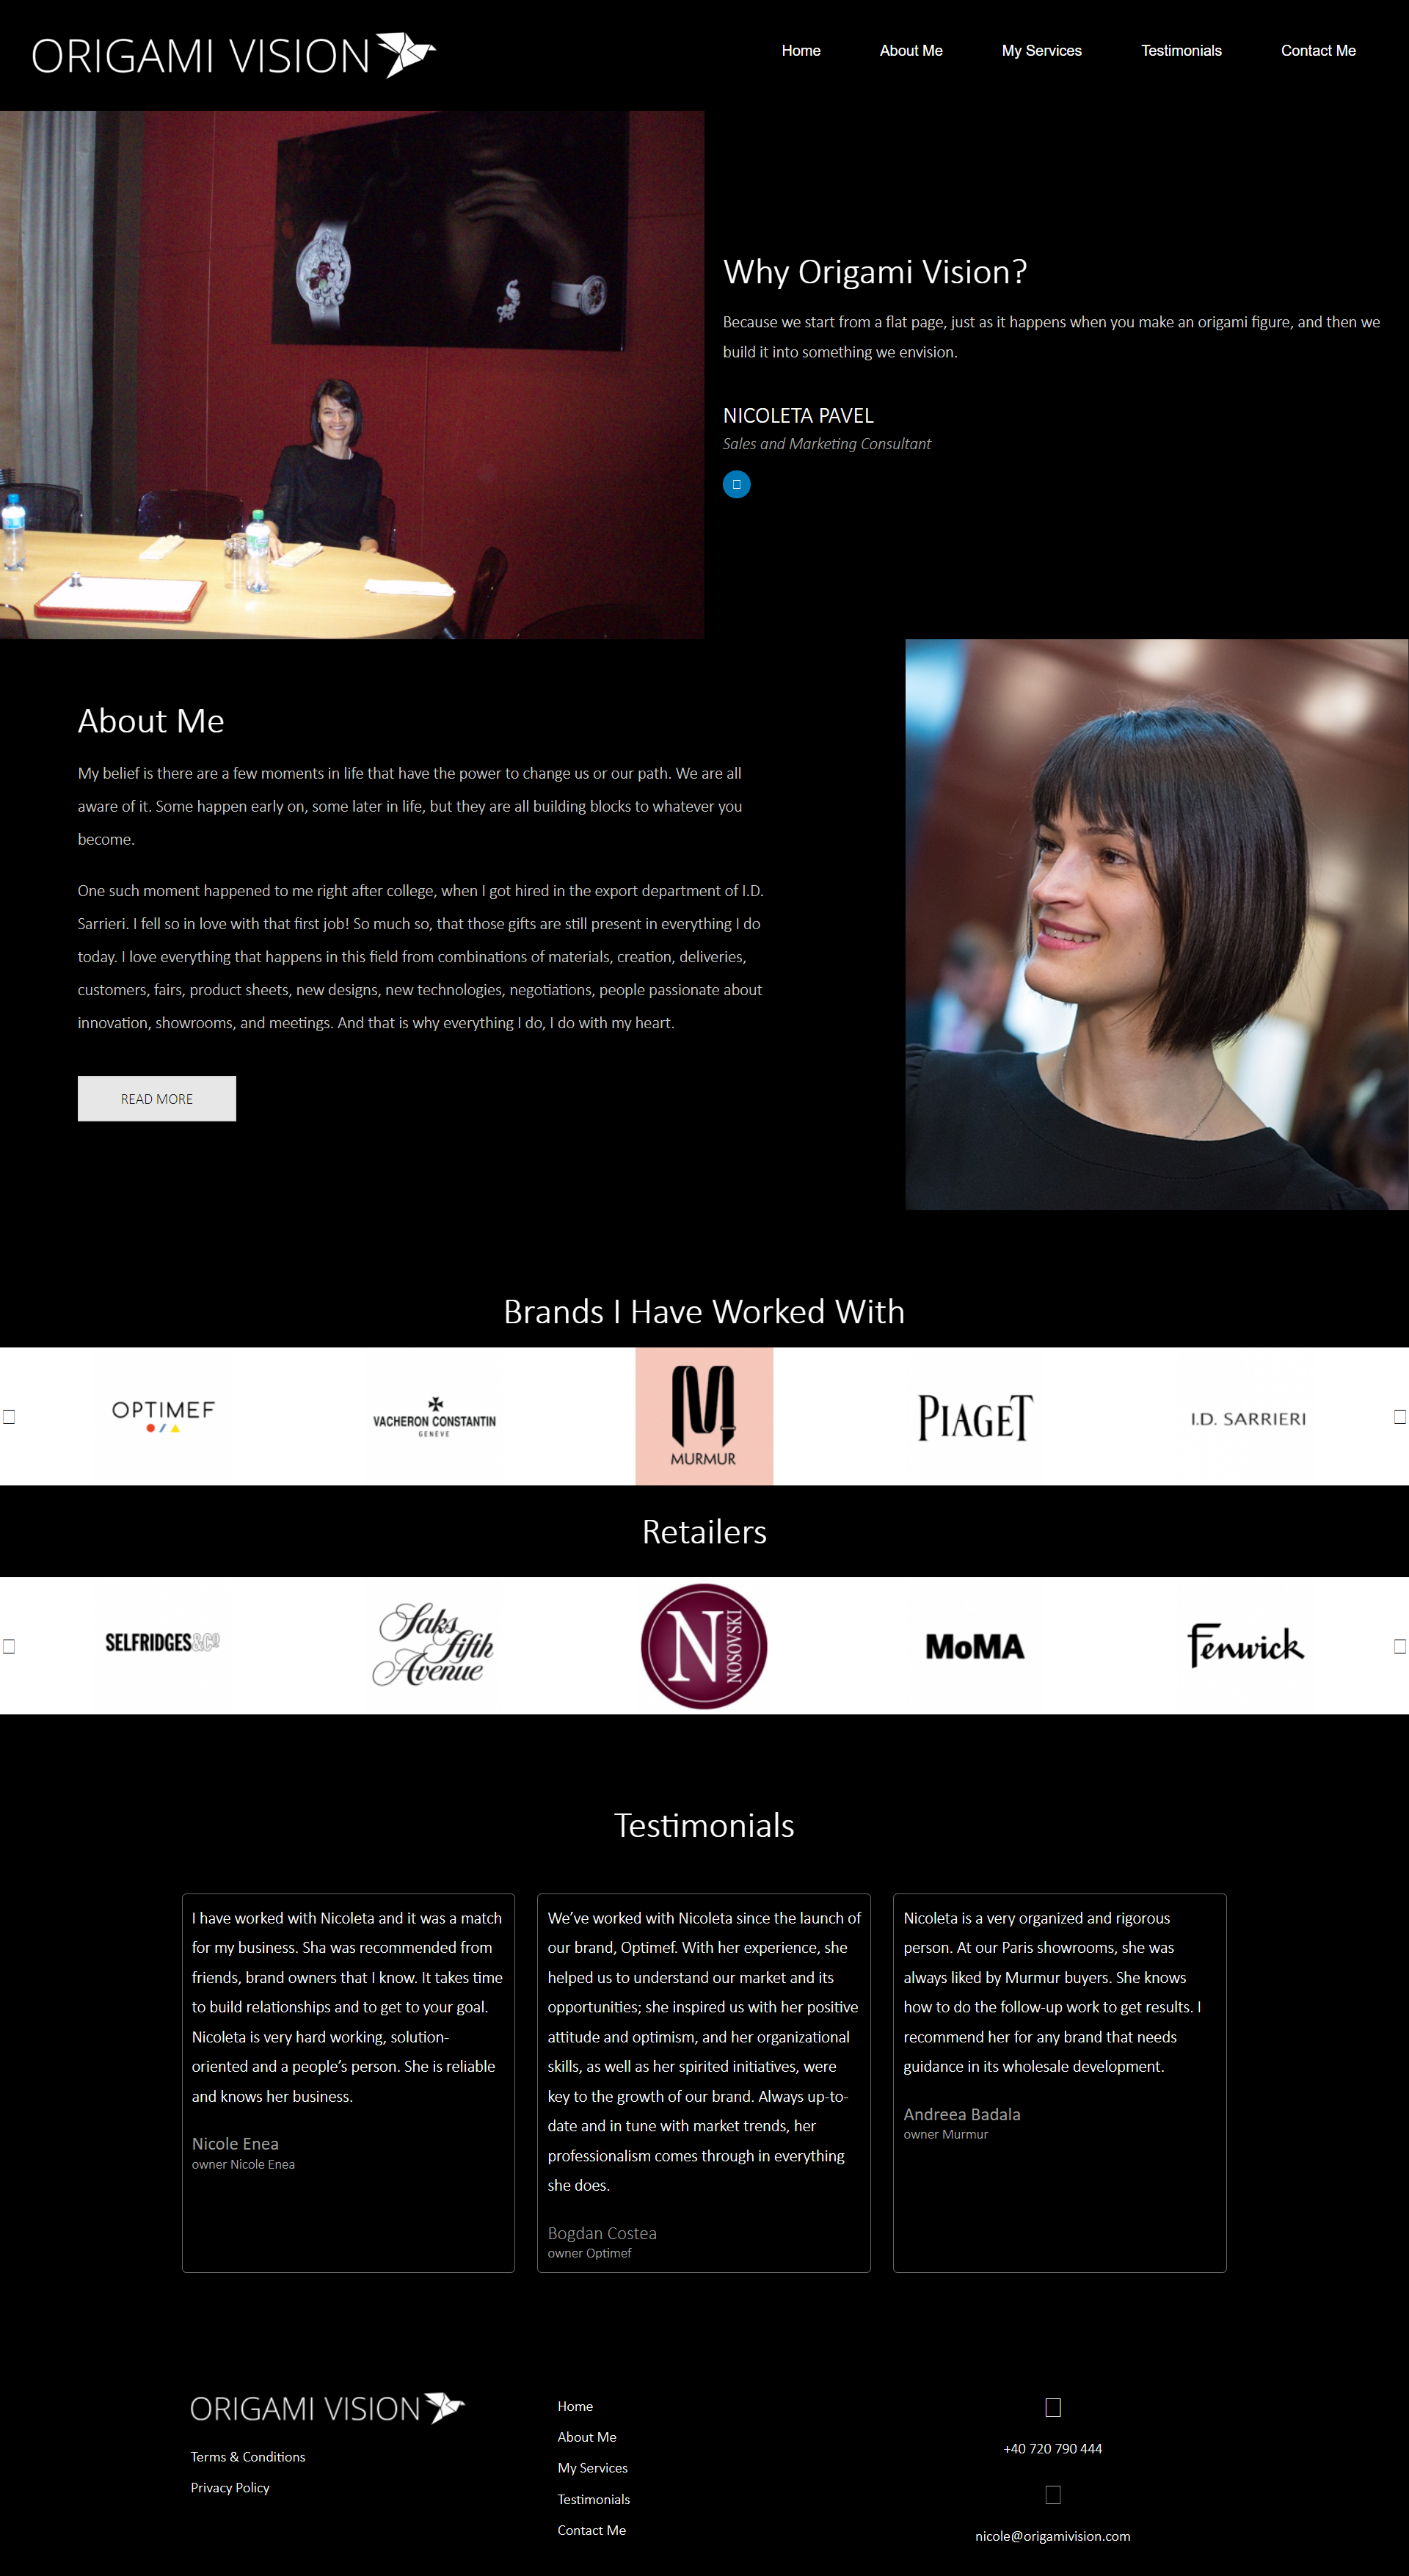 ORIGAMI VISION
Home
About Me
My Services
Testimonials
Contact Me
Why Origami Vision?
Because we start from a flat page, just as it happens when you make an origami figure, and then we
build it into something we envision.
NICOLETA PAVEL
Sales and Marketing Consultant
About Me
My belief is there are a few moments in life that have the power to change us or our path. We are all
aware of it. Some happen early on, some later in life, but they are all building blocks to whatever you
become.
One such moment happened to me right after college, when I got hired in the export department of I.D.
Sarrieri. I fell so in love with that first job! So much so, that those gifts are still present in everything I do
today. I love everything that happens in this field from combinations of materials, creation, deliveries,
customers, fairs, product sheets, new designs, new technologies, negotiations, people passionate about
innovation, showrooms, and meetings. And that is why everything I do, I do with my heart.
READ MORE
Brands I Have Worked With
OPTIMEF
VACHERON CONSTANTIN
GENÈVE
M
MURMUR
PIAGET
I.D. SARRIERI
Retailers
SELFRIDGES&Co
Saks
Fifth
Avenue
N
NOSOVSKI
MoMA
Fenwick
Testimonials
I have worked with Nicoleta and it was a match
for my business. Sha was recommended from
friends, brand owners that I know. It takes time
to build relationships and to get to your goal.
Nicoleta is very hard working, solution-
oriented and a people's person. She is reliable
and knows her business.
Nicole Enea
owner Nicole Enea
We've worked with Nicoleta since the launch of
our brand, Optimef. With her experience, she
helped us to understand our market and its
opportunities; she inspired us with her positive
attitude and optimism, and her organizational
skills, as well as her spirited initiatives, were
key to the growth of our brand. Always up-to-
date and in tune with market trends, her
professionalism comes through in everything
she does.
Bogdan Costea
owner Optimef
Nicoleta is a very organized and rigorous
person. At our Paris showrooms, she was
always liked by Murmur buyers. She knows
how to do the follow-up work to get results. I
recommend her for any brand that needs
guidance in its wholesale development.
Andreea Badala
owner Murmur
ORIGAMI VISION
Terms & Conditions
Privacy Policy
Home
About Me
My Services
Testimonials
Contact Me
+40 720 790 444
nicole@origamivision.com